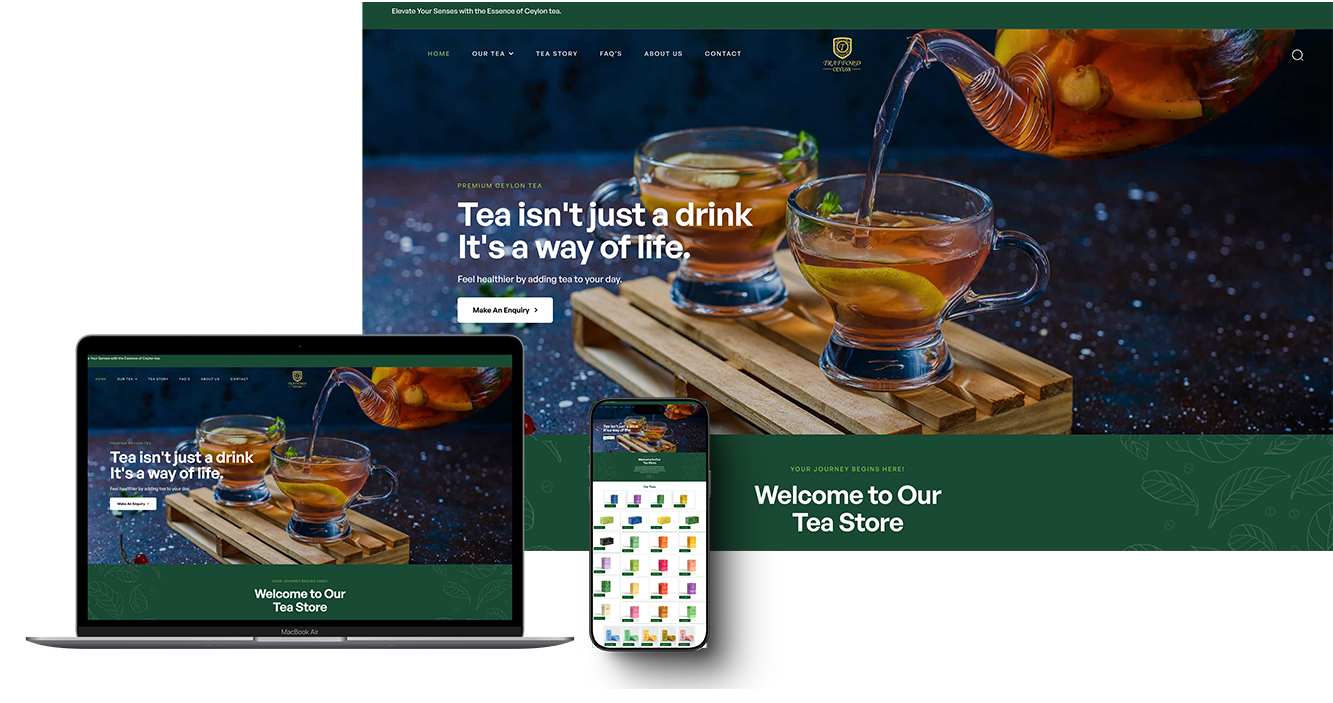 Elevate Your Senses with the Essence of Ceylon tea.
HOME OUR TEA TEA STORY FAQ'S ABOUT US CONTACT
TRAFFORD
CEYLON
PREMIUM CEYLON TEA
Tea isn't just a drink
It's a way of life.
Feel healthier by adding tea to your day.
Make An Enquiry
YOUR JOURNEY BEGINS HERE!
Welcome to Our
Tea Store
e Your Senses with the Essence of Ceylon tea.
HOME OUR TEA TEA STORY FAQ'S ABOUT US CONTACT
PREMIUM CEYLON TEA
Tea isn't just a drink
It's a way of life.
Feel healthier by adding tea to your day.
Make An Enquiry
YOUR JOURNEY BEGINS HERE!
Welcome to Our
Tea Store
MacBook Air
Tea isn't just a drink
It's a way of life.
Welcome to Our
Tea Store
Our Teas